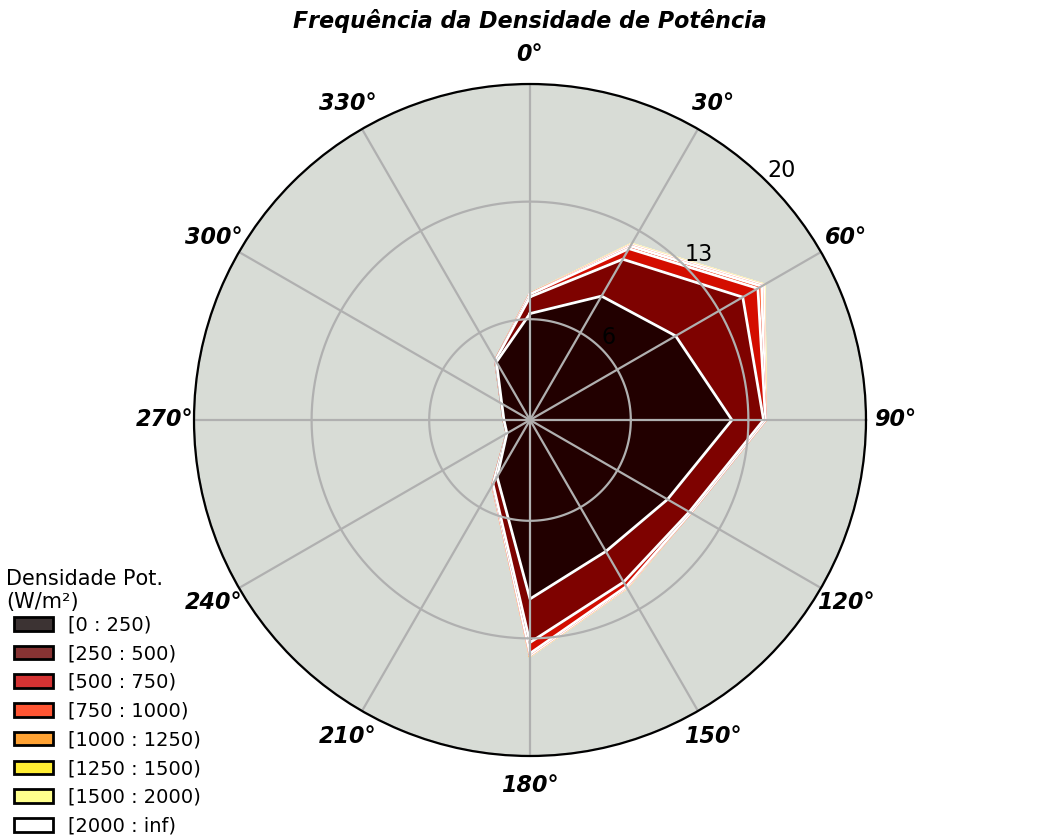 Frequência da Densidade de Potência
0°
330°
30°
20
300°
60°
13
6
270°
90°
240°
120°
210°
150°
180°
Densidade Pot.
(W/m²)
[0 : 250)
[250 : 500)
[500 : 750)
[750 : 1000)
[1000 : 1250)
[1250 : 1500)
[1500 : 2000)
[2000 : inf)